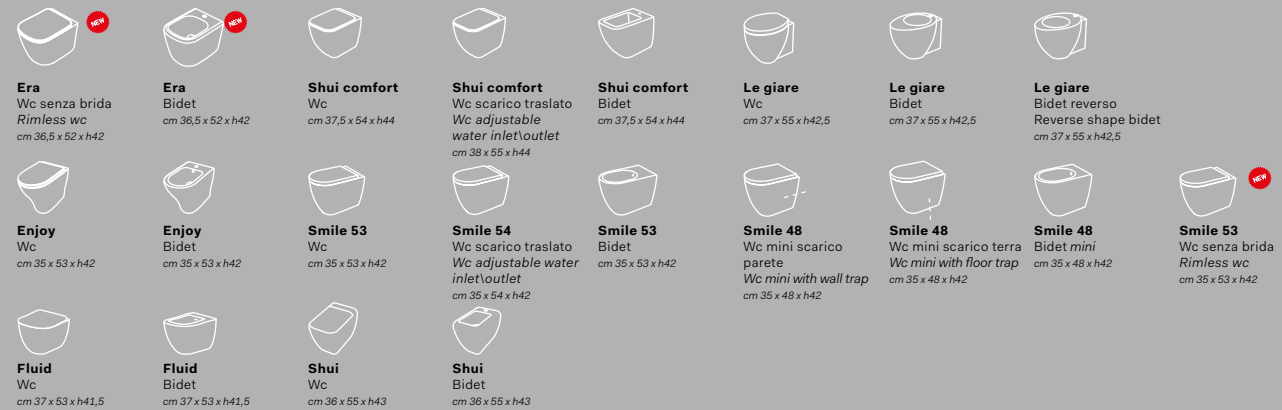 NEW
Era
Wc senza brida
Rimless wc
cm 36,5 x 52 x h42
NEW
Era
Bidet
cm 36,5 x 52 x h42
Shui comfort
Wc
cm 37,5 x 54 x h44
Shui comfort
Wc scarico traslato
Wc adjustable
water inlet\outlet
cm 38 x 55 x h44
Shui comfort
Bidet
cm 37,5 x 54 x h44
Le giare
Wc
cm 37 x 55 x h42,5
Le giare
Bidet
cm 37 x 55 x h42,5
Le giare
Bidet reverso
Reverse shape bidet
cm 37 x 55 x h42,5
Enjoy
Wc
cm 35 x 53 x h42
Enjoy
Bidet
cm 35 x 53 x h42
Smile 53
Wc
cm 35 x 53 x h42
Smile 54
Wc scarico traslato
Wc adjustable water
inlet\outlet
cm 35 x 54 x h42
Smile 53
Bidet
cm 35 x 53 x h42
Smile 48
Wc mini scarico
parete
Wc mini with wall trap
cm 35 x 48 x h42
Smile 48
Wc mini scarico terra
Wc mini with floor trap
cm 35 x 48 x h42
Smile 48
Bidet mini
cm 35 x 48 x h42
NEW
Smile 53
Wc senza brida
Rimless wc
cm 35 x 53 x h42
Fluid
Wc
cm 37 x 53 x h41,5
Fluid
Bidet
cm 37 x 53 x h41,5
Shui
Wc
cm 36 x 55 x h43
Shui
Bidet
cm 36 x 55 x h43